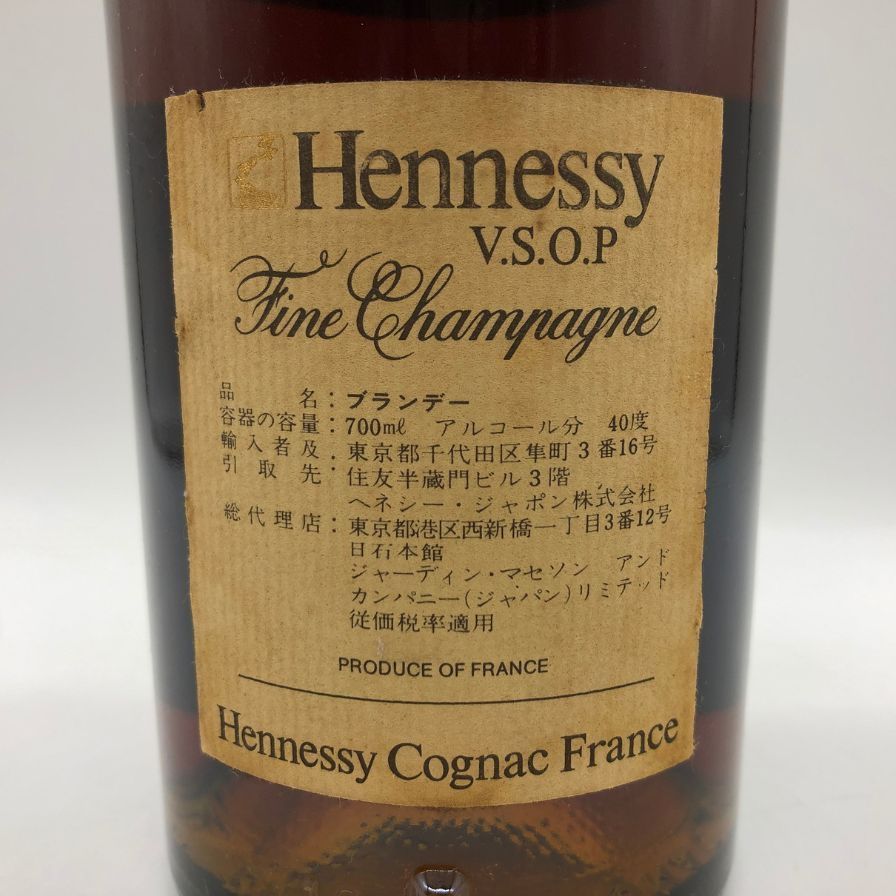 Hennessy
V.S.O.P
Fine Champagne
品名：ブランデー
容器の容量：700mℓ アルコール分 40度
輸入者及引取先：東京都千代田区隼町3番16号
住友半蔵門ビル3階
ヘネシー・ジャポン株式会社
総代理店：東京都港区西新橋一丁目3番12号
日石本館
ジャーディン・マセソン アンド
カンパニー(ジャパン)リミテッド
従価税率適用
PRODUCE OF FRANCE
Hennessy Cognac France